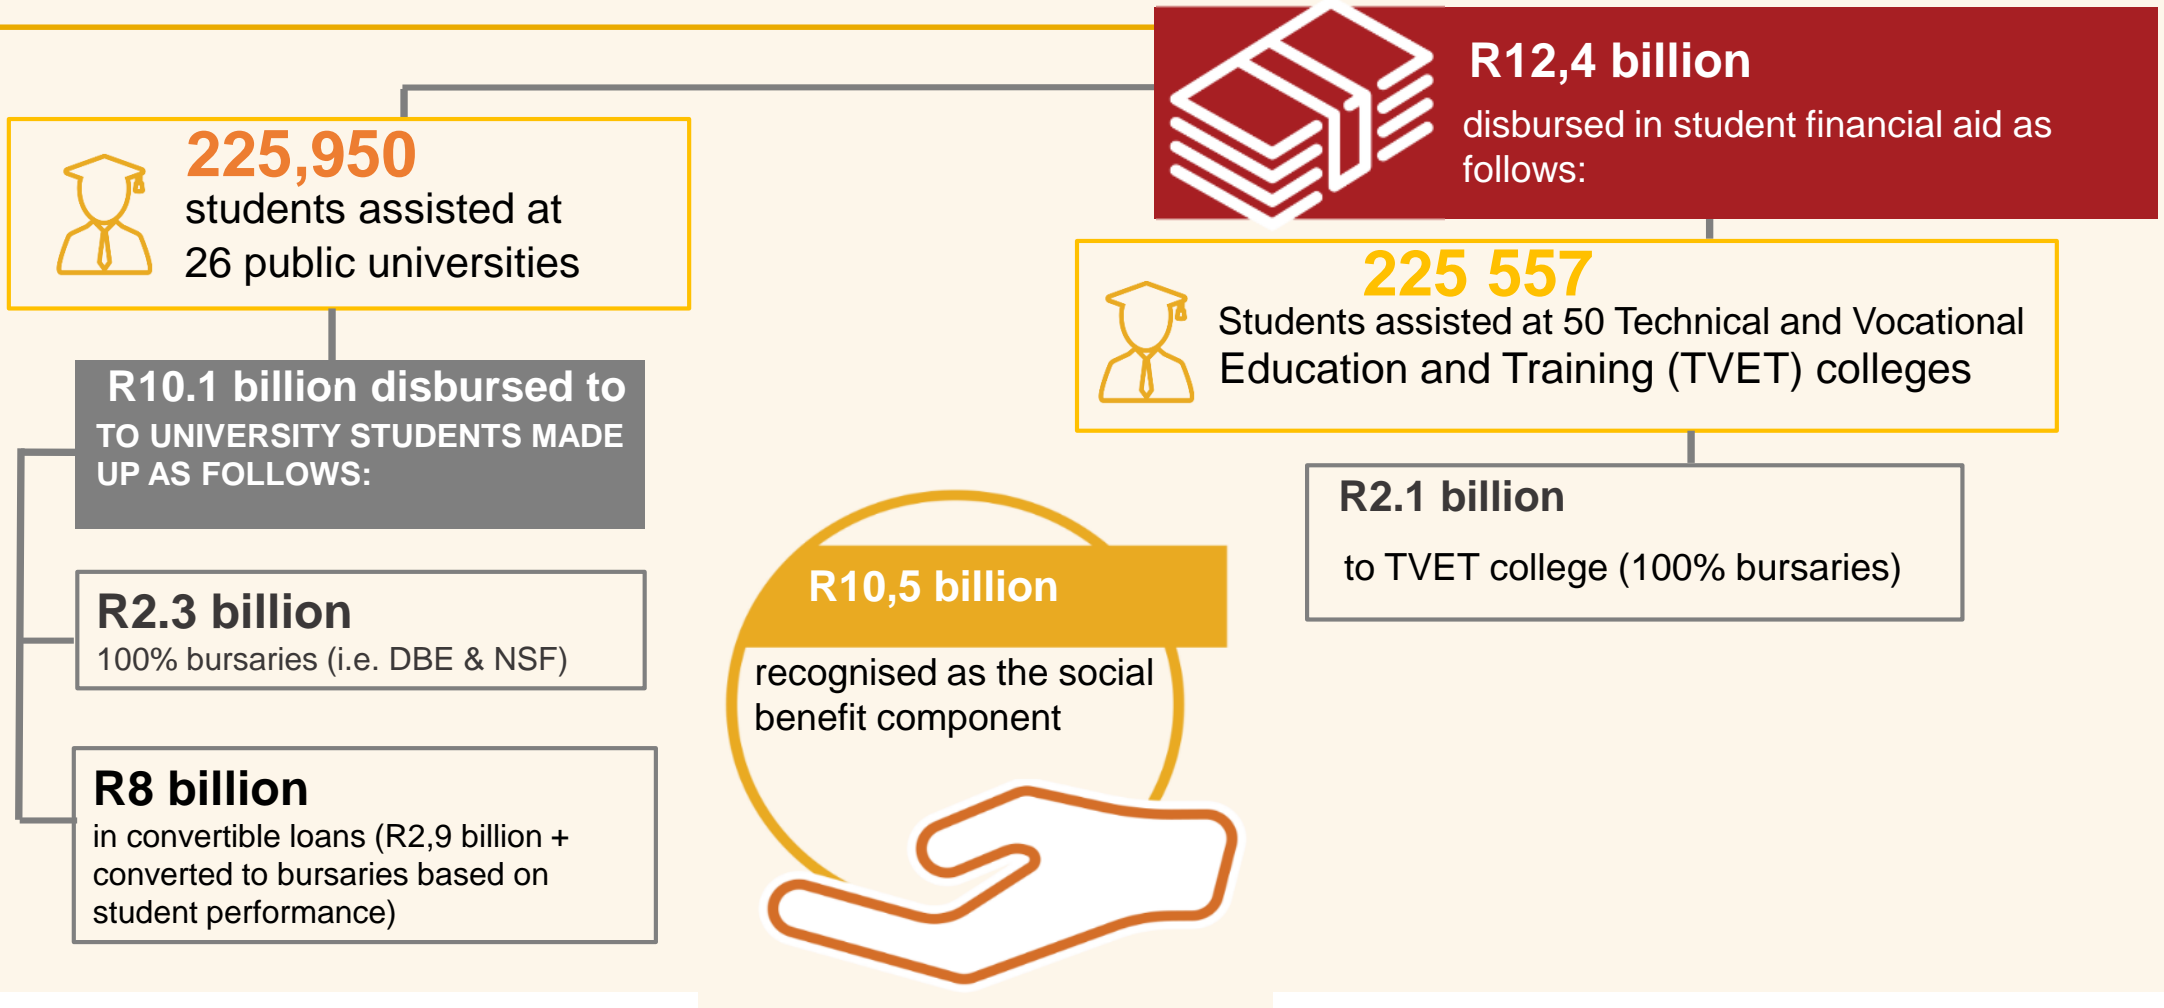 R12,4 billion
disbursed in student financial aid as
follows:
225,950
students assisted at
26 public universities
R10.1 billion disbursed to
TO UNIVERSITY STUDENTS MADE
UP AS FOLLOWS:
R2.3 billion
100% bursaries (i.e. DBE & NSF)
R8 billion
in convertible loans (R2,9 billion +
converted to bursaries based on
student performance)
225 557
Students assisted at 50 Technical and Vocational
Education and Training (TVET) colleges
R2.1 billion
to TVET college (100% bursaries)
R10,5 billion
recognised as the social
benefit component